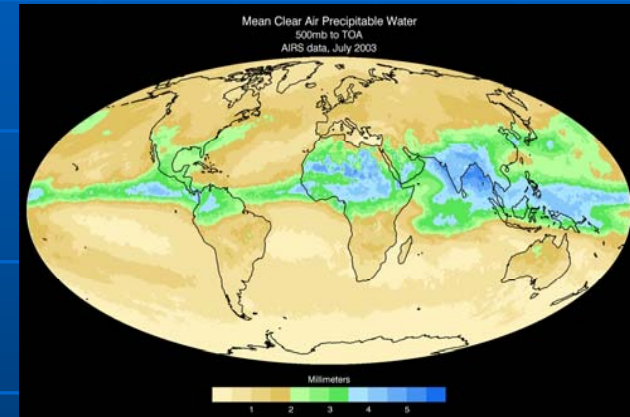 Mean Clear Air Precipitable Water
500mb to TOA
AIRS data, July 2003
Millimeters
1 2 3 4 5